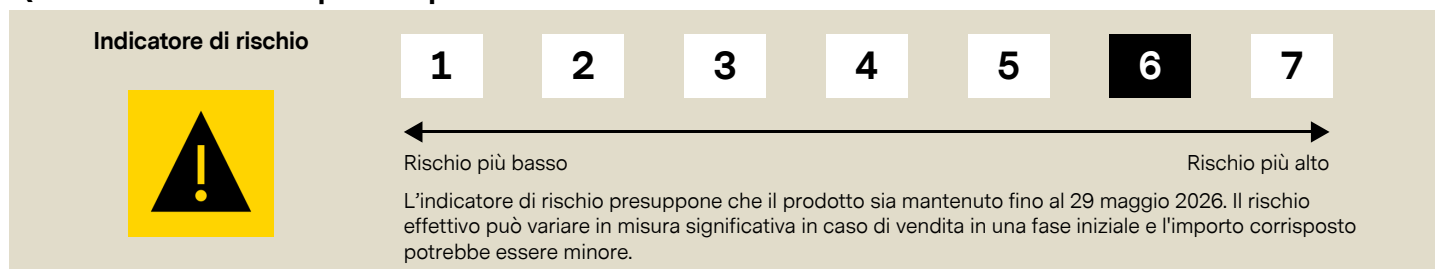 Indicatore di rischio
1 2 3 4 5 6 7
Rischio più basso Rischio più alto
L’indicatore di rischio presuppone che il prodotto sia mantenuto fino al 29 maggio 2026. Il rischio
effettivo può variare in misura significativa in caso di vendita in una fase iniziale e l'importo corrisposto
potrebbe essere minore.